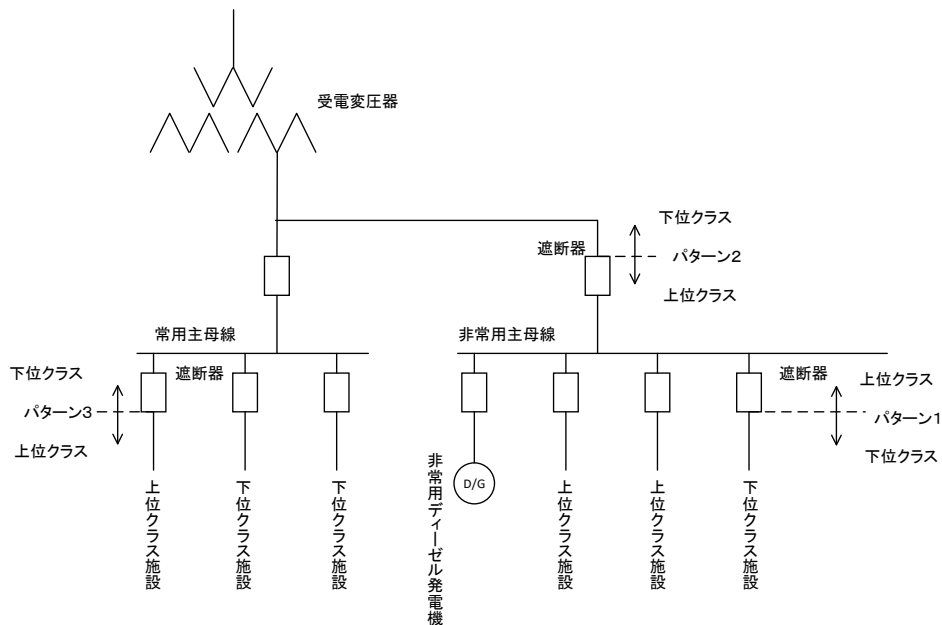 受電変圧器
下位クラス
遮断器
パターン2
上位クラス
常用主母線
非常用主母線
下位クラス
遮断器
パターン3
上位クラス
遮断器
上位クラス
パターン1
下位クラス
上位クラス施設
下位クラス施設
下位クラス施設
非常用ディーゼル発電機
D/G
上位クラス施設
上位クラス施設
下位クラス施設